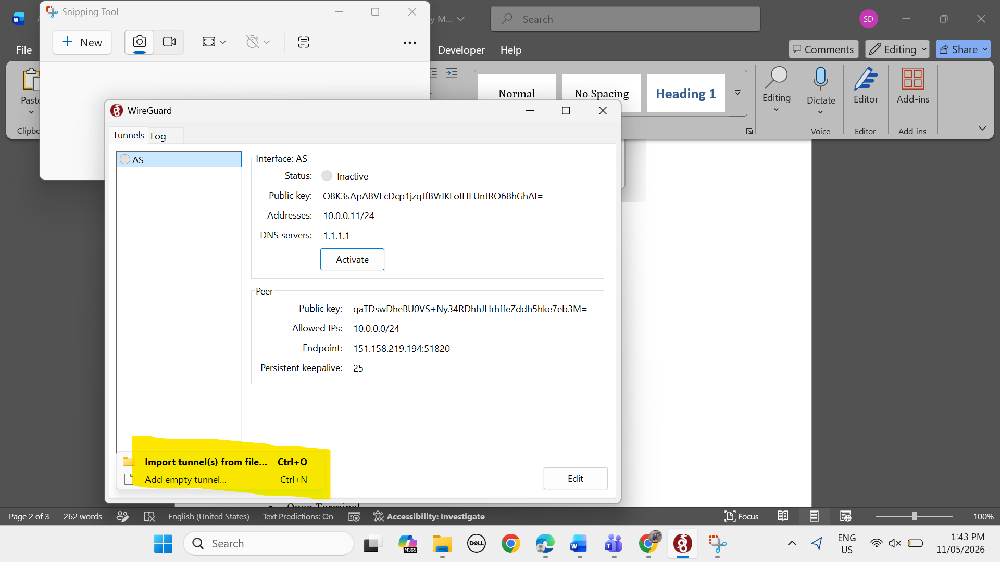 Snipping Tool
y M...
Search
SD
New
File
Developer
Help
Comments
Editing
Share
Paste
Normal
No Spacing
Heading 1
Editing
Dictate
Editor
Add-ins
Voice
Editor
Add-ins
WireGuard
Tunnels
Log
AS
Interface: AS
Status: Inactive
Public key: O8K3sApA8VEcDcp1jzqJfBVrIKLoIHEUnJRO68hGhAI=
Addresses: 10.0.0.11/24
DNS servers: 1.1.1.1
Activate
Peer
Public key: qaTDswDheBU0VS+Ny34RDhhJHrhffeZddh5hke7eb3M=
Allowed IPs: 10.0.0.0/24
Endpoint: 151.158.219.194:51820
Persistent keepalive: 25
Import tunnel(s) from file... Ctrl+O
Add empty tunnel... Ctrl+N
Edit
Open Terminal
Page 2 of 3
262 words
English (United States)
Text Predictions: On
Accessibility: Investigate
Focus
100%
Search
M365
DELL
ENG
US
1:43 PM
11/05/2026